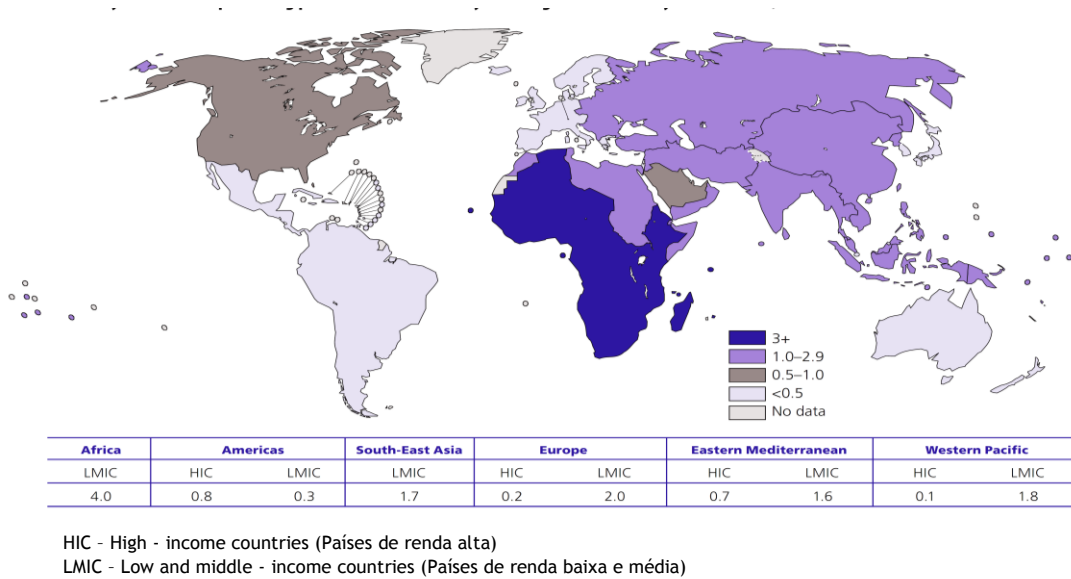 3+
1.0–2.9
0.5–1.0
<0.5
No data
Africa Americas South-East Asia Europe Eastern Mediterranean Western Pacific
LMIC HIC LMIC LMIC HIC LMIC HIC LMIC HIC LMIC
4.0 0.8 0.3 1.7 0.2 2.0 0.7 1.6 0.1 1.8
HIC – High - income countries (Países de renda alta)
LMIC – Low and middle - income countries (Países de renda baixa e média)